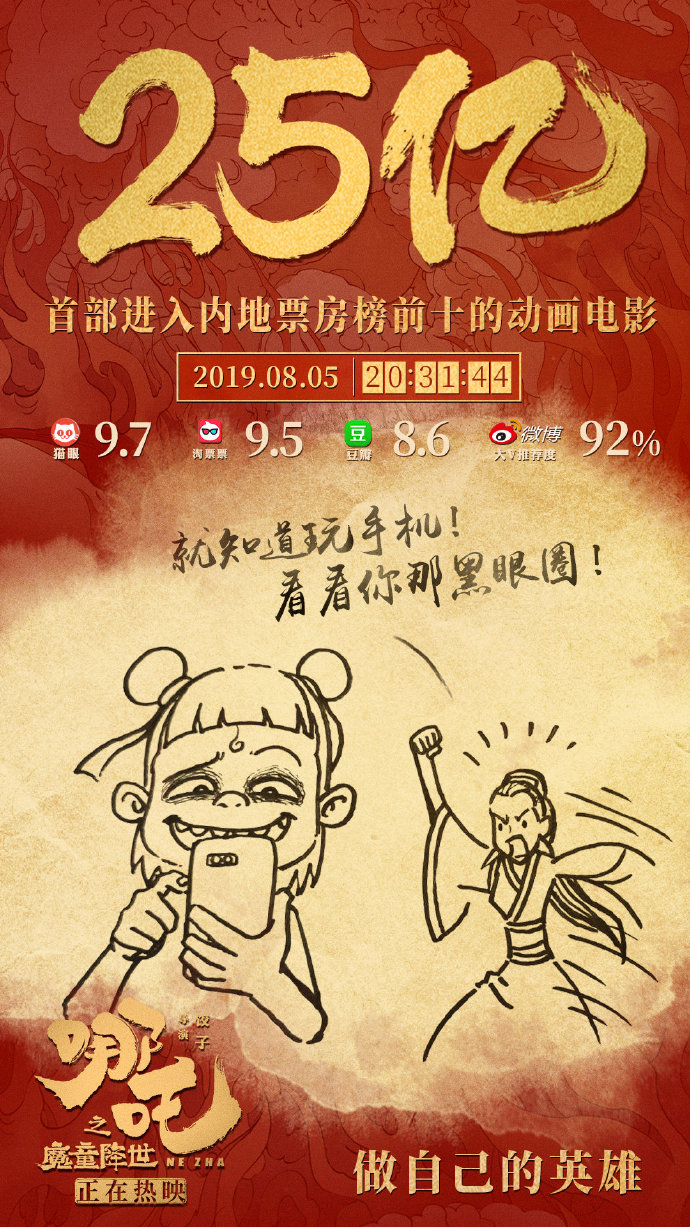 25亿
首部进入内地票房榜前十的动画电影
2019.08.05 20:31:44
猫眼 9.7 淘票票 9.5 豆 豆瓣 8.6 微博 大V推荐度 92%
就知道玩手机！
看看你那黑眼圈！
导演 饺子
哪吒
之
魔童降世 NE ZHA
正在热映
做自己的英雄